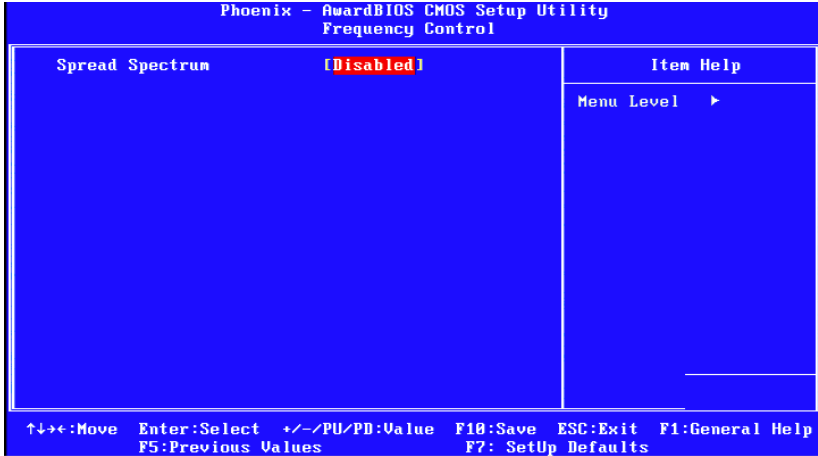 Phoenix - AwardBIOS CMOS Setup Utility
Frequency Control
Spread Spectrum [Disabled]
Item Help
Menu Level ►
↑↓→←:Move Enter:Select +/-/PU/PD:Value F10:Save ESC:Exit F1:General Help
F5:Previous Values F7: SetUp Defaults